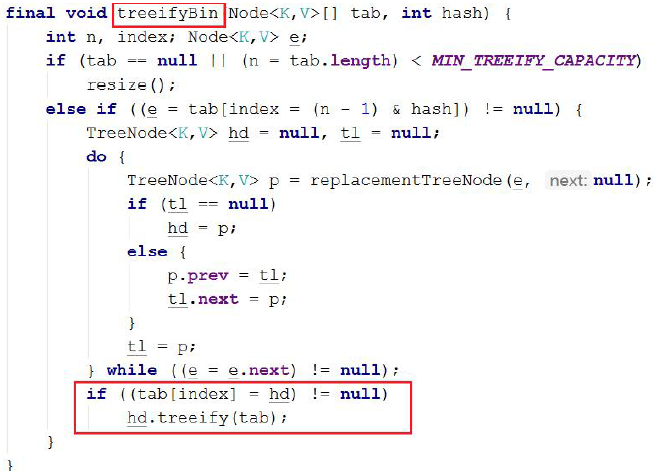 final void treeifyBin(Node<K,V>[] tab, int hash) {
    int n, index; Node<K,V> e;
    if (tab == null || (n = tab.length) < MIN_TREEIFY_CAPACITY)
        resize();
    else if ((e = tab[index = (n - 1) & hash]) != null) {
        TreeNode<K,V> hd = null, tl = null;
        do {
            TreeNode<K,V> p = replacementTreeNode(e, next: null);
            if (tl == null)
                hd = p;
            else {
                p.prev = tl;
                tl.next = p;
            }
            tl = p;
        } while ((e = e.next) != null);
        if ((tab[index] = hd) != null)
            hd.treeify(tab);
    }
}